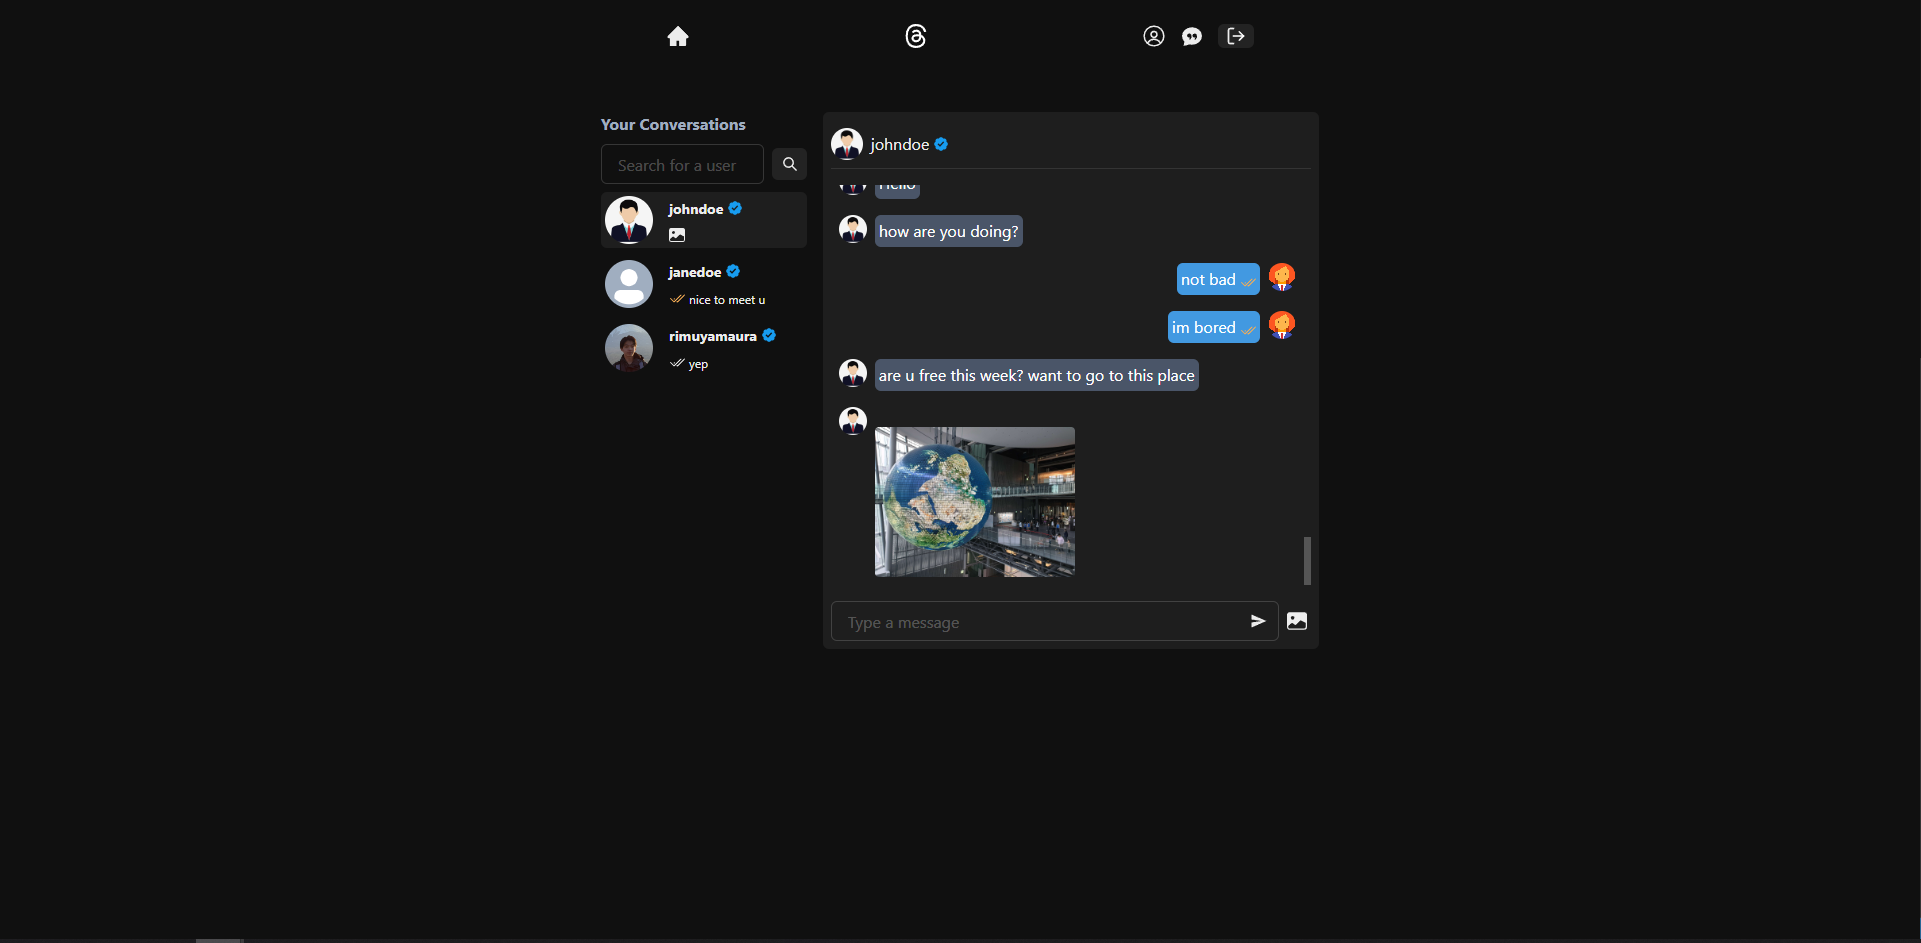 Your Conversations
Search for a user
johndoe
janedoe
nice to meet u
rimuyamaura
yep
johndoe
Hello
how are you doing?
not bad
im bored
are u free this week? want to go to this place
Type a message